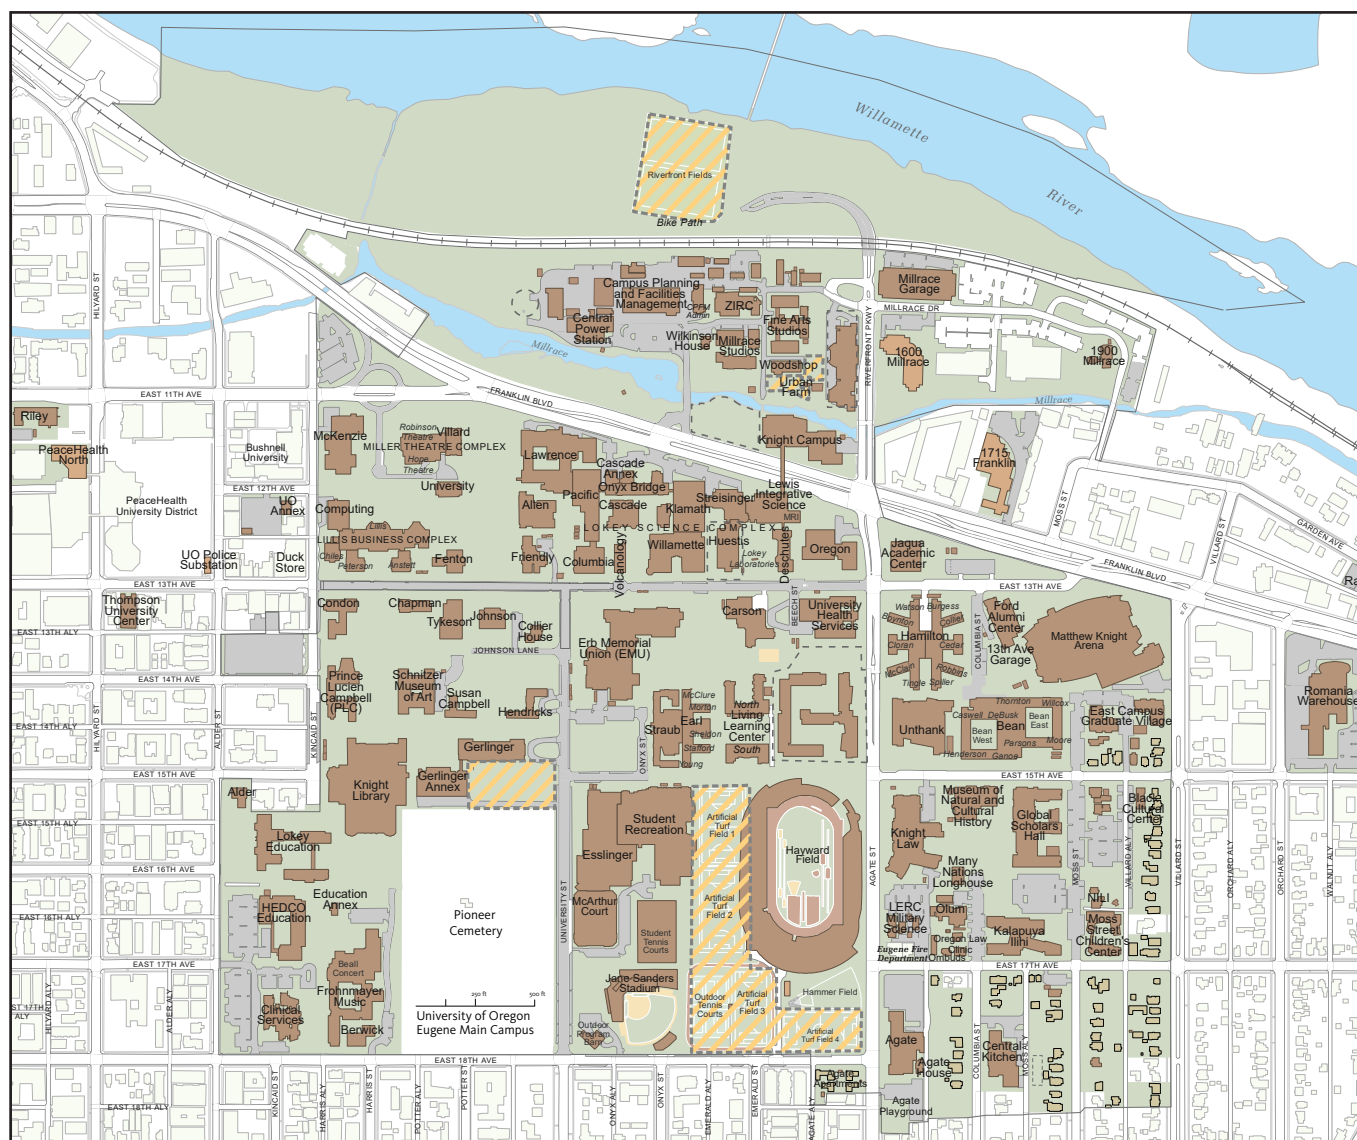 Willamette
River
Riverfront Fields
Bike Path
HILYARD ST
Millrace
Garage
Campus Planning
and Facilities
Management
CPFM
Admin
ZIRC
MILLRACE DR
Central
Power
Station
Fine Arts
Studios
Wilkinson
House
Millrace
Studios
RIVERFRONT PKWY
Millrace
1600
Millrace
1900
Millrace
Woodshop
Urban
Farm
EAST 11TH AVE
FRANKLIN BLVD
Millrace
Riley
McKenzie
Robinson
Theatre
Villard
MILLER THEATRE COMPLEX
Hope
Theatre
Knight Campus
PeaceHealth
North
Bushnell
University
Lawrence
Cascade
Annex
Onyx Bridge
1715
Franklin
EAST 12TH AVE
University
Pacific
Streisinger
Lewis
Integrative
Science
PeaceHealth
University District
UO
Annex
Computing
Allen
Cascade
Klamath
MRI
MOSS ST
Lillis
LOKEY SCIENCE COMPLEX
GARDEN AVE
VILLARD ST
LILLIS BUSINESS COMPLEX
Willamette
Huestis
Oregon
Jaqua
Academic
Center
UO Police
Substation
Duck
Store
Chiles
Peterson
Anstett
Fenton
Friendly
Columbia
Volcanology
Lokey
Laboratories
Deschutes
FRANKLIN BLVD
EAST 13TH AVE
EAST 13TH AVE
Thompson
University
Center
Condon
Chapman
Tykeson
Johnson
Collier
House
Carson
BEECH ST
University
Health
Services
Watson
Burgess
Boynton
Collier
Hamilton
Cloran
Cedar
Ford
Alumni
Center
COLUMBIA ST
13th Ave
Garage
Matthew Knight
Arena
EAST 13TH ALY
JOHNSON LANE
Erb Memorial
Union (EMU)
McClain
Robbins
Tingle
Spiller
EAST 14TH AVE
Prince
Lucien
Campbell
(PLC)
Schnitzer
Museum
of Art
Susan
Campbell
Hendricks
McClure
Morton
North
Romania
Warehouse
Thornton
Willcox
East Campus
Graduate Village
HILYARD ST
ALDER ST
KINCAID ST
EAST 14TH ALY
Straub
Earl
Sheldon
Stafford
Young
Living
Learning
Center
South
Unthank
Caswell
DeBusk
Bean
East
Bean
Bean
West
Parsons
Moore
Henderson
Ganoe
Gerlinger
ONYX ST
EAST 15TH AVE
EAST 15TH AVE
Gerlinger
Annex
Knight
Library
Alder
Museum of
Natural and
Cultural
History
Black
Cultural
Center
EAST 15TH ALY
Student
Recreation
Artificial
Turf
Field 1
Hayward
Field
Global
Scholars
Hall
Knight
Law
Lokey
Education
Esslinger
AGATE ST
MOSS ST
VILLARD ALY
VILLARD ST
ORCHARD ALY
ORCHARD ST
WALNUT ALY
EAST 16TH AVE
Many
Nations
Longhouse
Education
Annex
McArthur
Court
Artificial
Turf
Field 2
NILI
EAST 16TH ALY
HEDCO
Education
Pioneer
Cemetery
UNIVERSITY ST
LERC
Military
Science
Olum
Kalapuya
Ilihi
Moss
Street
Children's
Center
Student
Tennis
Courts
Oregon Law
Clinic
Eugene Fire
Department
Ombuds
EAST 17TH AVE
EAST 17TH AVE
Beall
Concert
Jane Sanders
Stadium
Frohnmayer
Music
Hammer Field
Outdoor
Tennis
Courts
Artificial
Turf
Field 3
250 ft
500 ft
HILYARD ALY
ALDER ALY
Clinical
Services
Berwick
University of Oregon
Eugene Main Campus
Outdoor
Program
Barn
Artificial
Turf Field 4
Agate
Central
Kitchen
COLUMBIA ST
MOSS ALY
EAST 18TH AVE
Agate
House
Agate
Apartments
KINCAID ST
HARRIS ALY
HARRIS ST
POTTER ALY
POTTER ST
ONYX ALY
ONYX ST
EMERALD ALY
EMERALD ST
AGATE ALY
Agate
Playground
EAST 18TH ALY